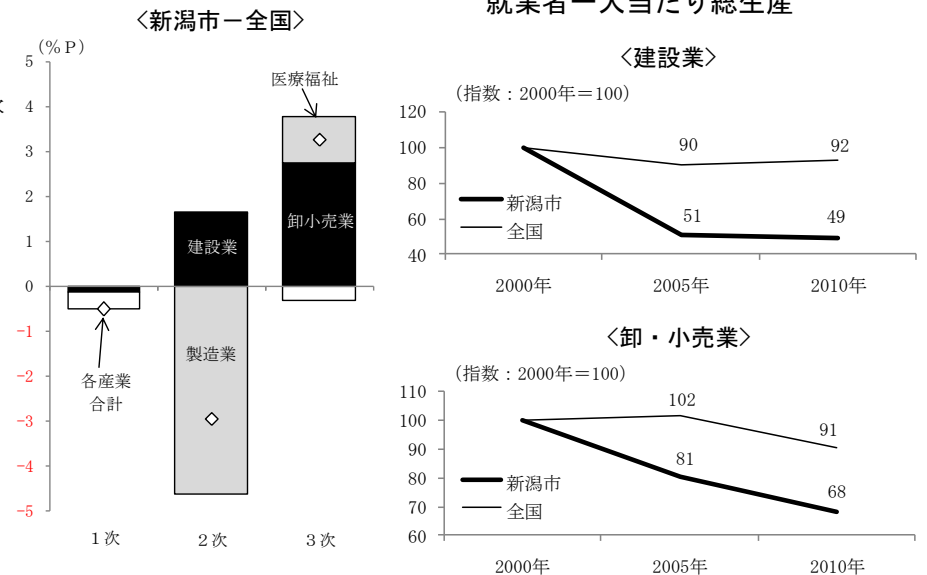 〈新潟市－全国〉
（％Ｐ）
5
4
3
2
1
0
-1
-2
-3
-4
-5
医療福祉
卸小売業
建設業
製造業
各産業
合計
１次
２次
３次
就業者一人当たり総生産
〈建設業〉
（指数：2000年＝100）
120
100
80
60
40
90
92
51
49
新潟市
全国
2000年
2005年
2010年
〈卸・小売業〉
（指数：2000年＝100）
110
100
90
80
70
60
102
91
81
68
新潟市
全国
2000年
2005年
2010年